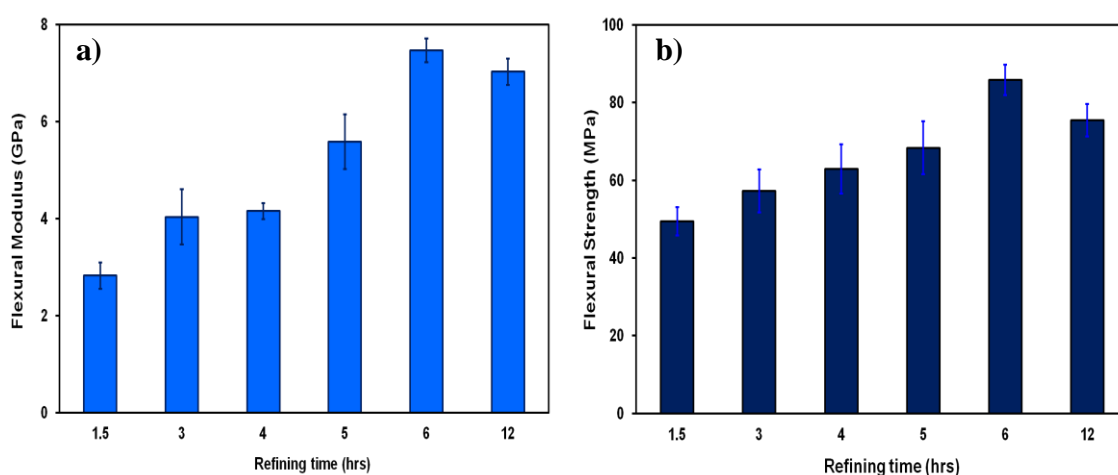 a)
Flexural Modulus (GPa)
8
6
4
2
0
1.5 3 4 5 6 12
Refining time (hrs)
b)
Flexural Strength (MPa)
100
80
60
40
20
0
1.5 3 4 5 6 12
Refining time (hrs)